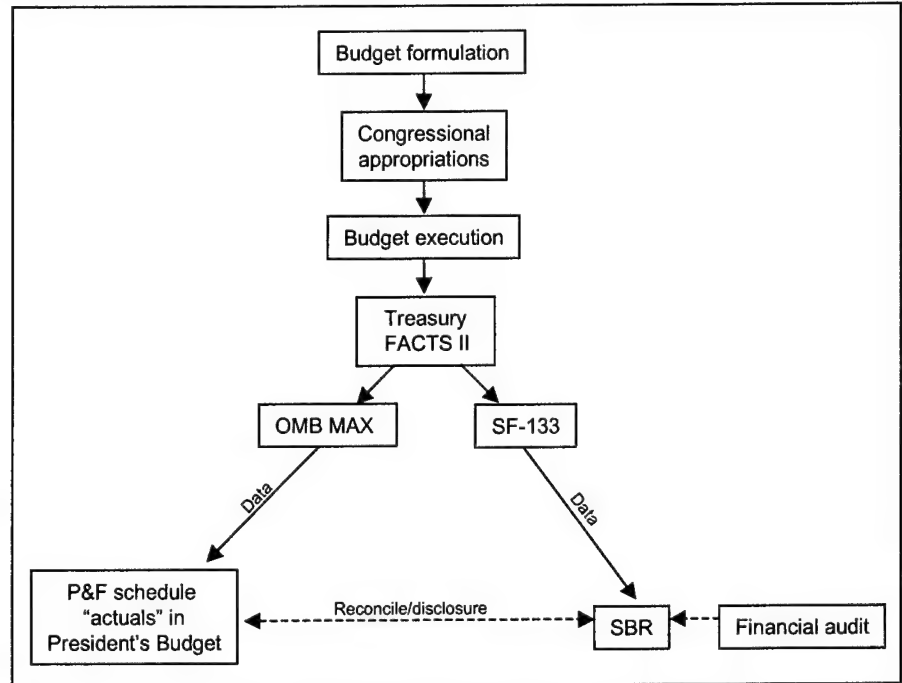 Budget formulation
Congressional
appropriations
Budget execution
Treasury
FACTS II
OMB MAX
SF-133
Data
Data
P&F schedule
“actuals” in
President's Budget
Reconcile/disclosure
SBR
Financial audit